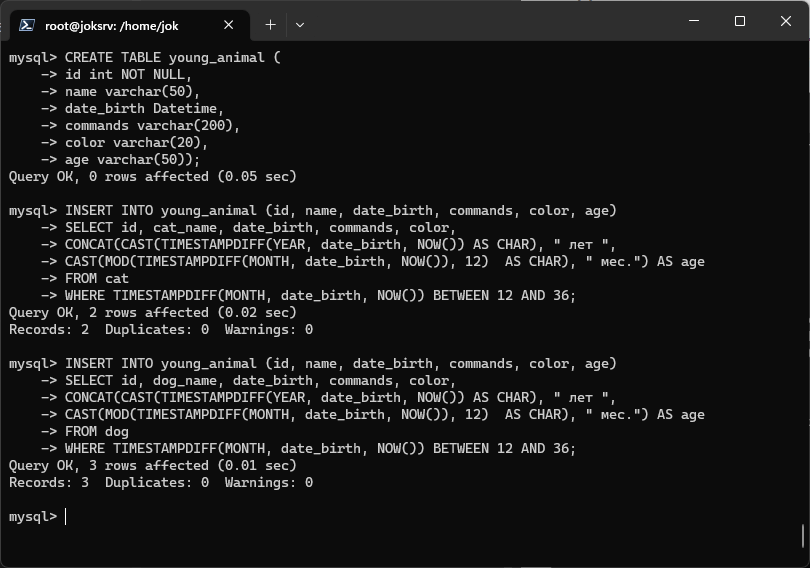 root@joksrv: /home/jok
mysql> CREATE TABLE young_animal (
    -> id int NOT NULL,
    -> name varchar(50),
    -> date_birth Datetime,
    -> commands varchar(200),
    -> color varchar(20),
    -> age varchar(50));
Query OK, 0 rows affected (0.05 sec)

mysql> INSERT INTO young_animal (id, name, date_birth, commands, color, age)
    -> SELECT id, cat_name, date_birth, commands, color,
    -> CONCAT(CAST(TIMESTAMPDIFF(YEAR, date_birth, NOW()) AS CHAR), " лет ",
    -> CAST(MOD(TIMESTAMPDIFF(MONTH, date_birth, NOW()), 12)  AS CHAR), " мес.") AS age
    -> FROM cat
    -> WHERE TIMESTAMPDIFF(MONTH, date_birth, NOW()) BETWEEN 12 AND 36;
Query OK, 2 rows affected (0.02 sec)
Records: 2  Duplicates: 0  Warnings: 0

mysql> INSERT INTO young_animal (id, name, date_birth, commands, color, age)
    -> SELECT id, dog_name, date_birth, commands, color,
    -> CONCAT(CAST(TIMESTAMPDIFF(YEAR, date_birth, NOW()) AS CHAR), " лет ",
    -> CAST(MOD(TIMESTAMPDIFF(MONTH, date_birth, NOW()), 12)  AS CHAR), " мес.") AS age
    -> FROM dog
    -> WHERE TIMESTAMPDIFF(MONTH, date_birth, NOW()) BETWEEN 12 AND 36;
Query OK, 3 rows affected (0.01 sec)
Records: 3  Duplicates: 0  Warnings: 0

mysql>